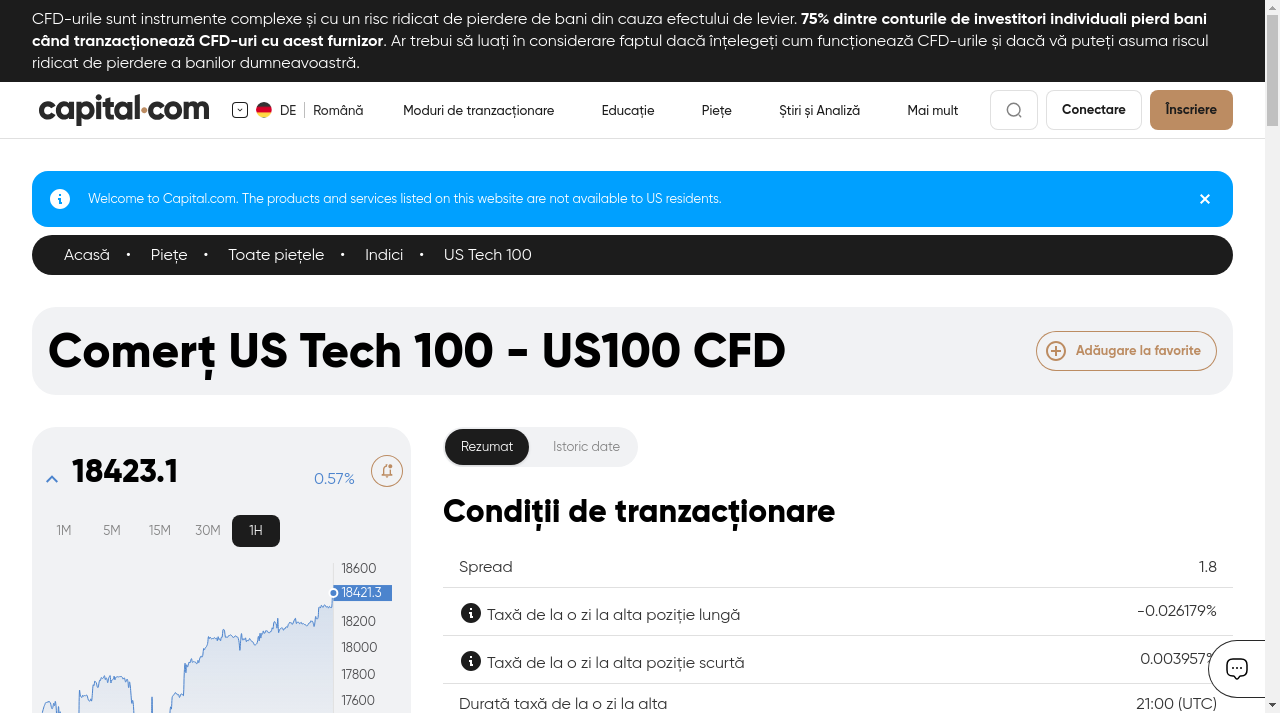 CFD-urile sunt instrumente complexe și cu un risc ridicat de pierdere de bani din cauza efectului de levier. 75% dintre conturile de investitori individuali pierd bani
când tranzacționează CFD-uri cu acest furnizor. Ar trebui să luați în considerare faptul dacă înțelegeți cum funcționează CFD-urile și dacă vă puteți asuma riscul
ridicat de pierdere a banilor dumneavoastră.
capital.com DE Română Moduri de tranzacționare Educație Piețe Știri și Analiză Mai mult Conectare Înscriere
Welcome to Capital.com. The products and services listed on this website are not available to US residents.
Acasă • Piețe • Toate piețele • Indici • US Tech 100
Comerț US Tech 100 - US100 CFD
Adăugare la favorite
18423.1
0.57%
1M 5M 15M 30M 1H
18600
18421.3
18200
18000
17800
17600
Rezumat Istoric date
Condiții de tranzacționare
Spread 1.8
Taxă de la o zi la alta poziție lungă -0.026179%
Taxă de la o zi la alta poziție scurtă 0.003957%
Durată taxă de la o zi la alta 21:00 (UTC)